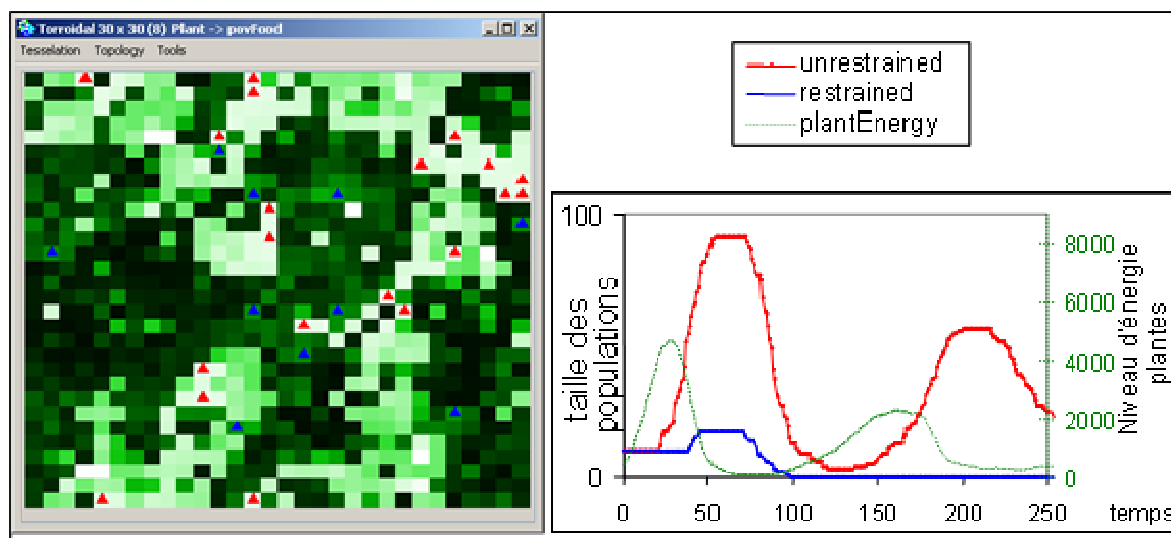 Torroidal 30 x 30 (8) Plant -> povFood
Tesselation Topology Tools
unrestrained
restrained
plantEnergy
100
0
taille des
populations
8000
6000
4000
2000
0
Niveau d'énergie
plantes
0 50 100 150 200 250 temps